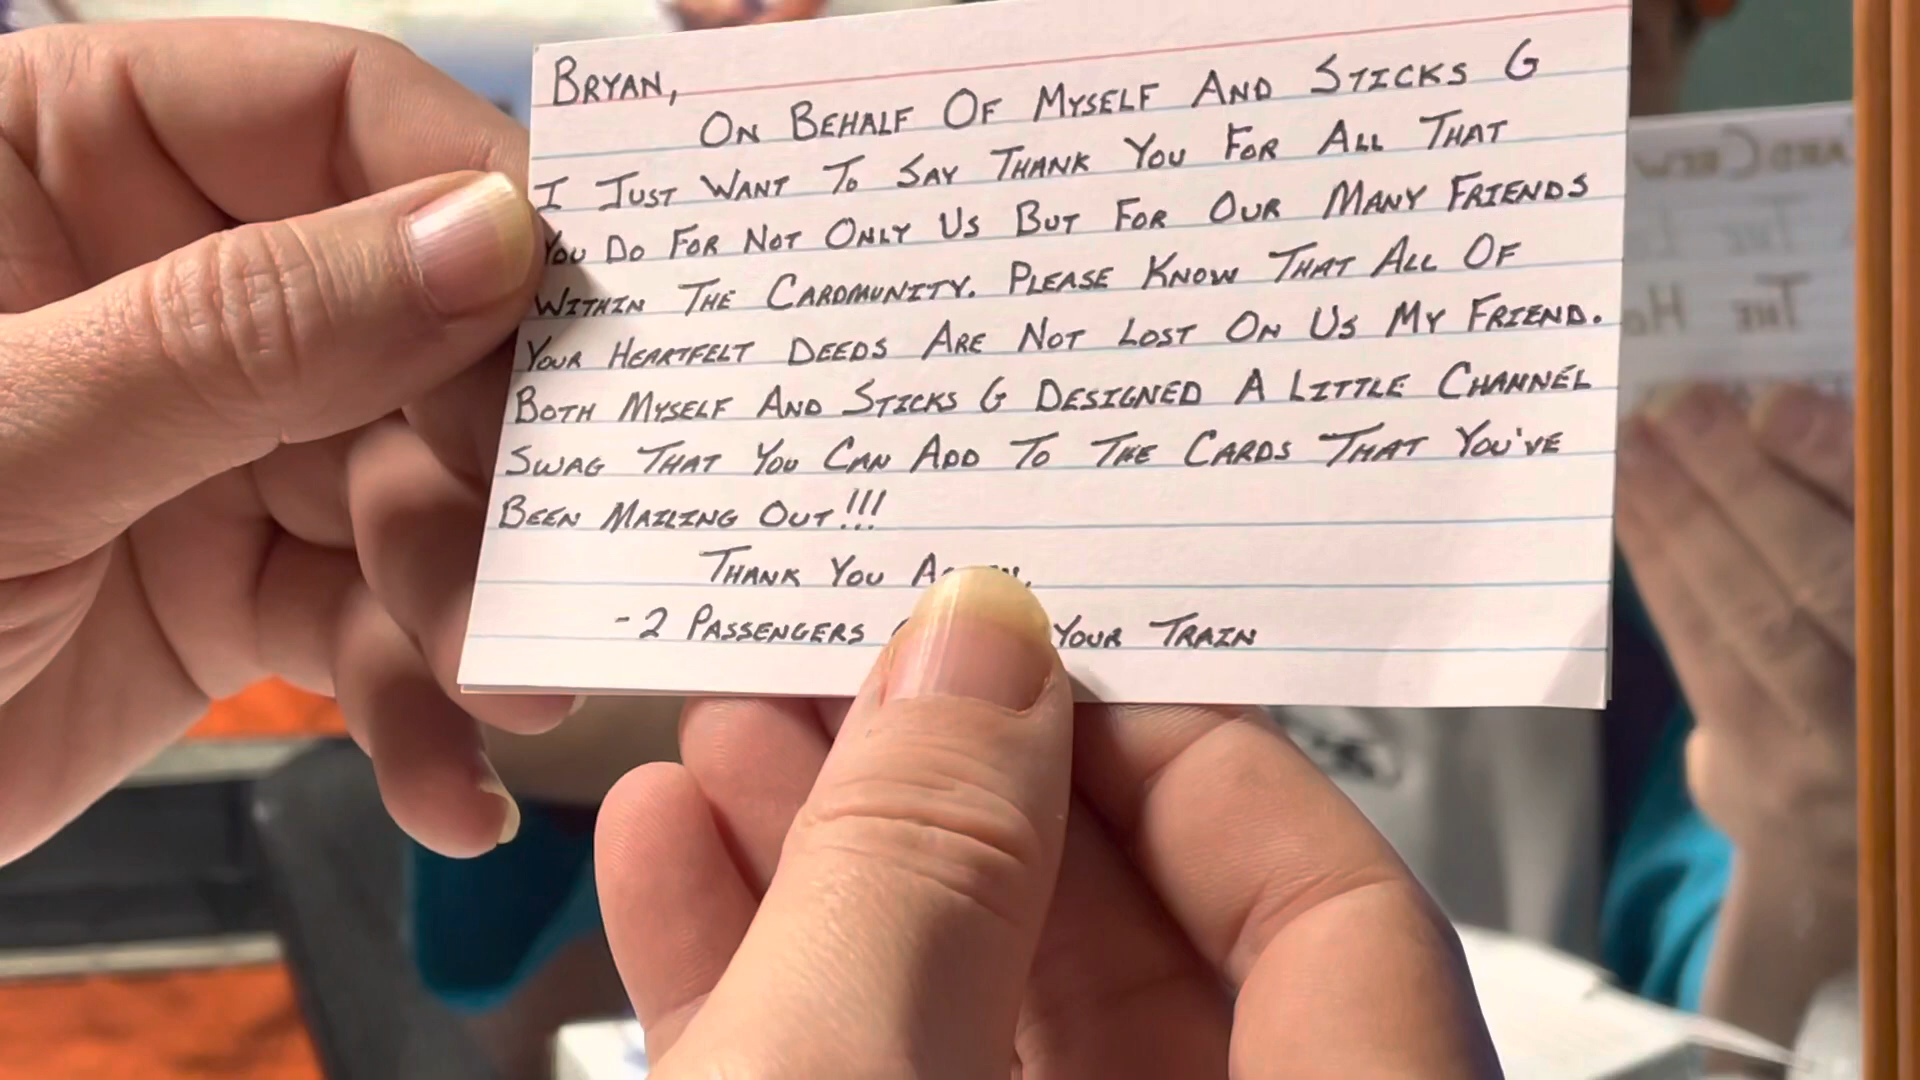 BRYAN,
ON BEHALF OF MYSELF AND STICKS G
I JUST WANT TO SAY THANK YOU FOR ALL THAT
YOU DO FOR NOT ONLY US BUT FOR OUR MANY FRIENDS
WITHIN THE CARDMUNITY. PLEASE KNOW THAT ALL OF
YOUR HEARTFELT DEEDS ARE NOT LOST ON US MY FRIEND.
BOTH MYSELF AND STICKS G DESIGNED A LITTLE CHANNEL
SWAG THAT YOU CAN ADD TO THE CARDS THAT YOU'VE
BEEN MAILING OUT!!!
THANK YOU
-2 PASSENGERS YOUR TRAIN
THE